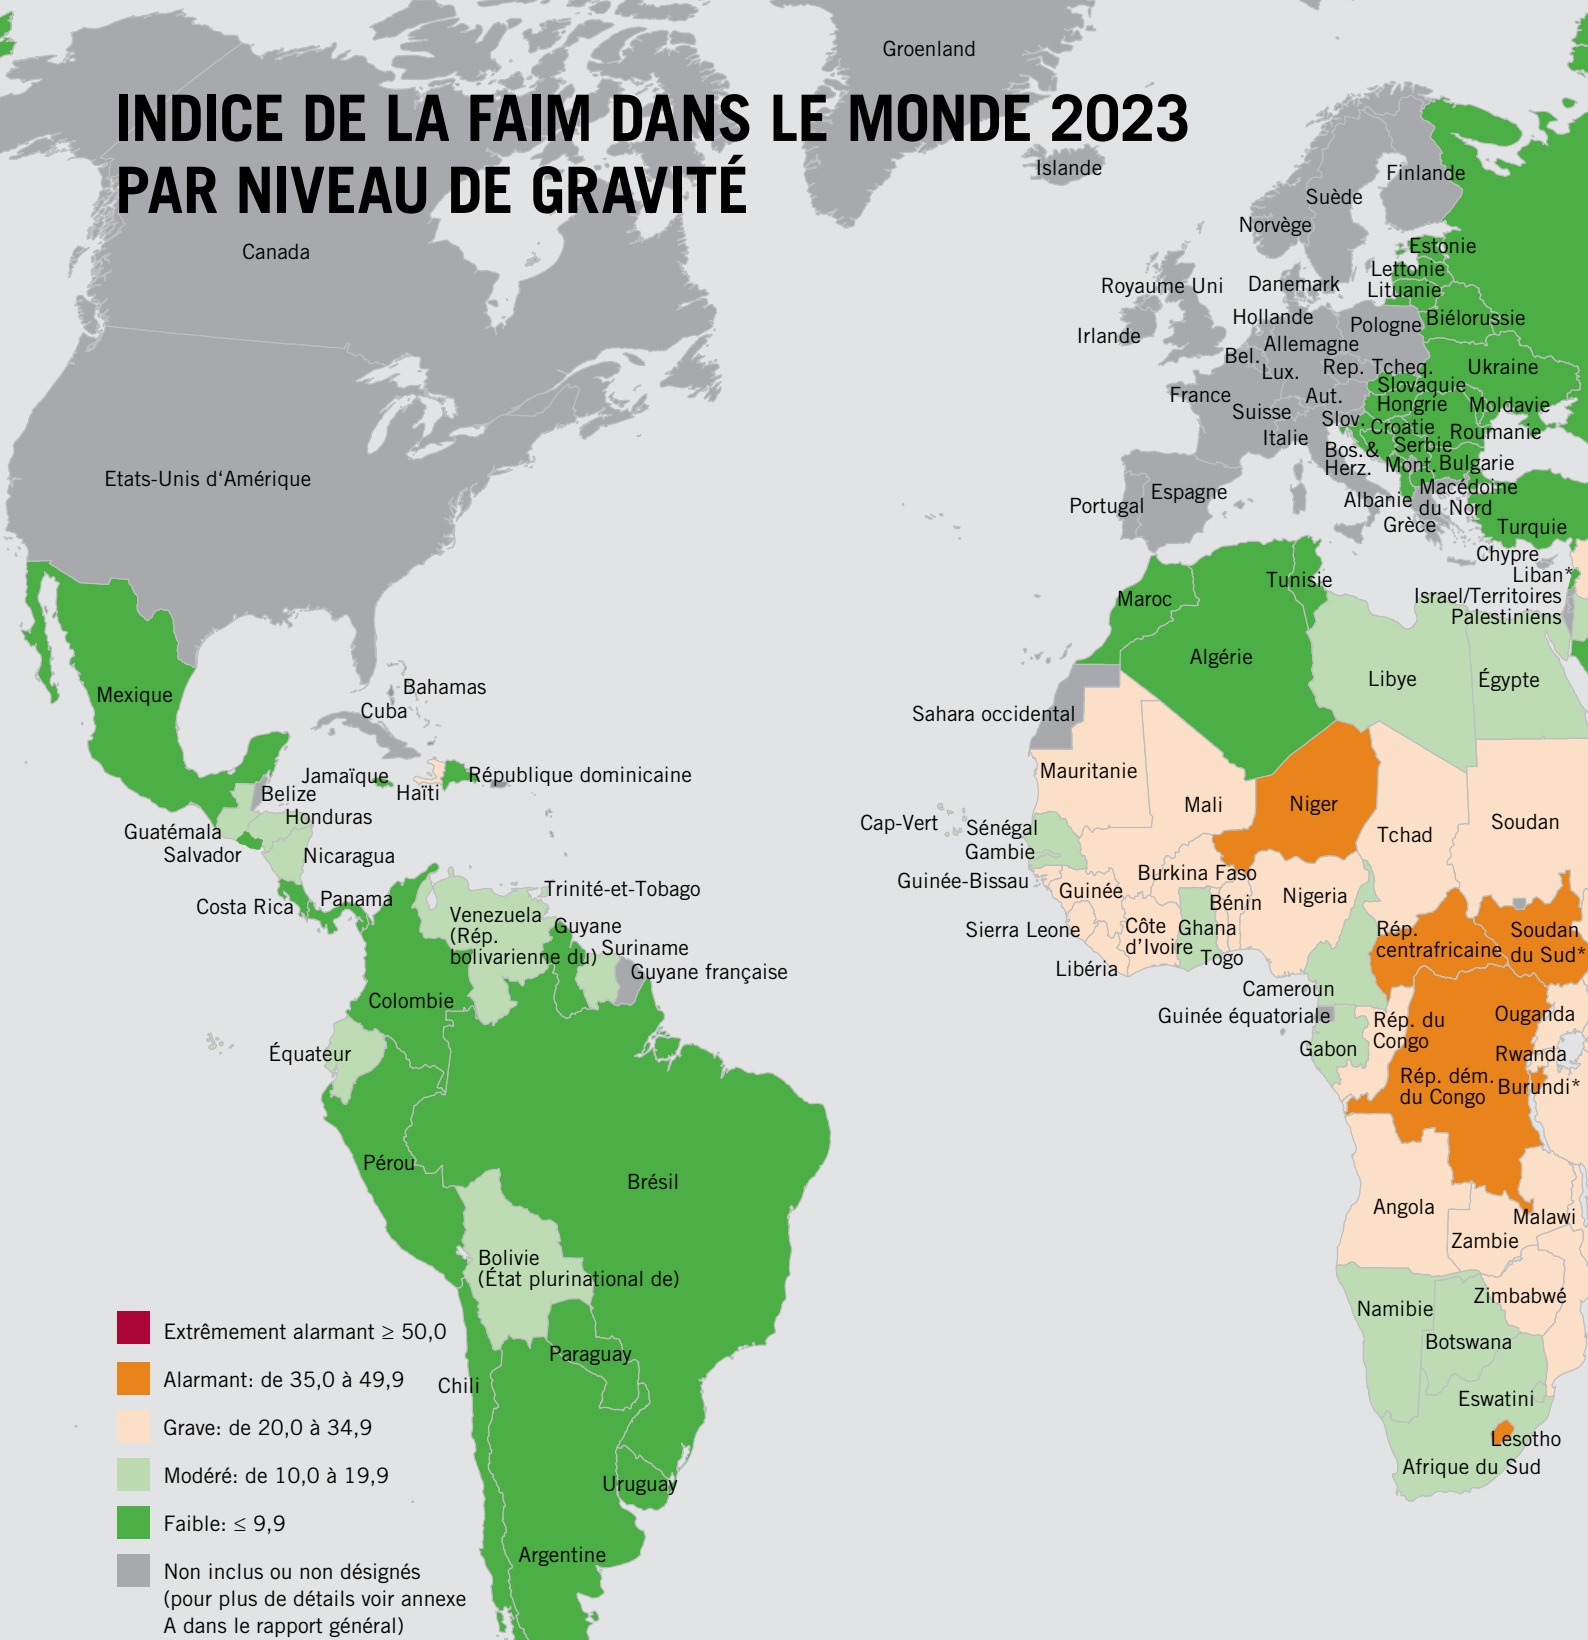 Groenland
INDICE DE LA FAIM DANS LE MONDE 2023
PAR NIVEAU DE GRAVITÉ
Islande
Finlande
Suède
Norvège
Canada
Estonie
Lettonie
Lituanie
Royaume Uni
Danemark
Hollande
Pologne
Biélorussie
Irlande
Allemagne
Bel.
Lux.
Rep. Tcheq.
Ukraine
Slovaquie
France
Aut.
Hongrie
Moldavie
Suisse
Slov.
Croatie
Roumanie
Italie
Serbie
Bos.&
Herz.
Mont.
Bulgarie
Etats-Unis d‘Amérique
Portugal
Espagne
Albanie
Macédoine
du Nord
Grèce
Turquie
Chypre
Liban*
Israel/Territoires
Palestiniens
Tunisie
Maroc
Algérie
Libye
Égypte
Mexique
Bahamas
Cuba
Sahara occidental
Jamaïque
Haïti
République dominicaine
Belize
Honduras
Guatémala
Salvador
Nicaragua
Costa Rica
Panama
Trinité-et-Tobago
Venezuela
(Rép.
bolivarienne du)
Guyane
Suriname
Guyane française
Colombie
Équateur
Pérou
Brésil
Bolivie
(État plurinational de)
Paraguay
Chili
Uruguay
Argentine
Mauritanie
Mali
Niger
Tchad
Soudan
Cap-Vert
Sénégal
Gambie
Guinée-Bissau
Guinée
Burkina Faso
Bénin
Nigeria
Sierra Leone
Côte
d’Ivoire
Ghana
Togo
Libéria
Rép.
centrafricaine
Soudan
du Sud*
Cameroun
Guinée équatoriale
Gabon
Rép. du
Congo
Ouganda
Rwanda
Rép. dém.
du Congo
Burundi*
Angola
Malawi
Zambie
Zimbabwé
Namibie
Botswana
Eswatini
Lesotho
Afrique du Sud
Extrêmement alarmant ≥ 50,0
Alarmant: de 35,0 à 49,9
Grave: de 20,0 à 34,9
Modéré: de 10,0 à 19,9
Faible: ≤ 9,9
Non inclus ou non désignés
(pour plus de détails voir annexe
A dans le rapport général)